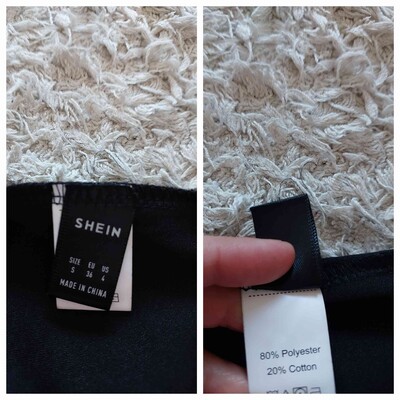 SHEIN
SIZE EU US
S 36 4
MADE IN CHINA
80% Polyester
20% Cotton